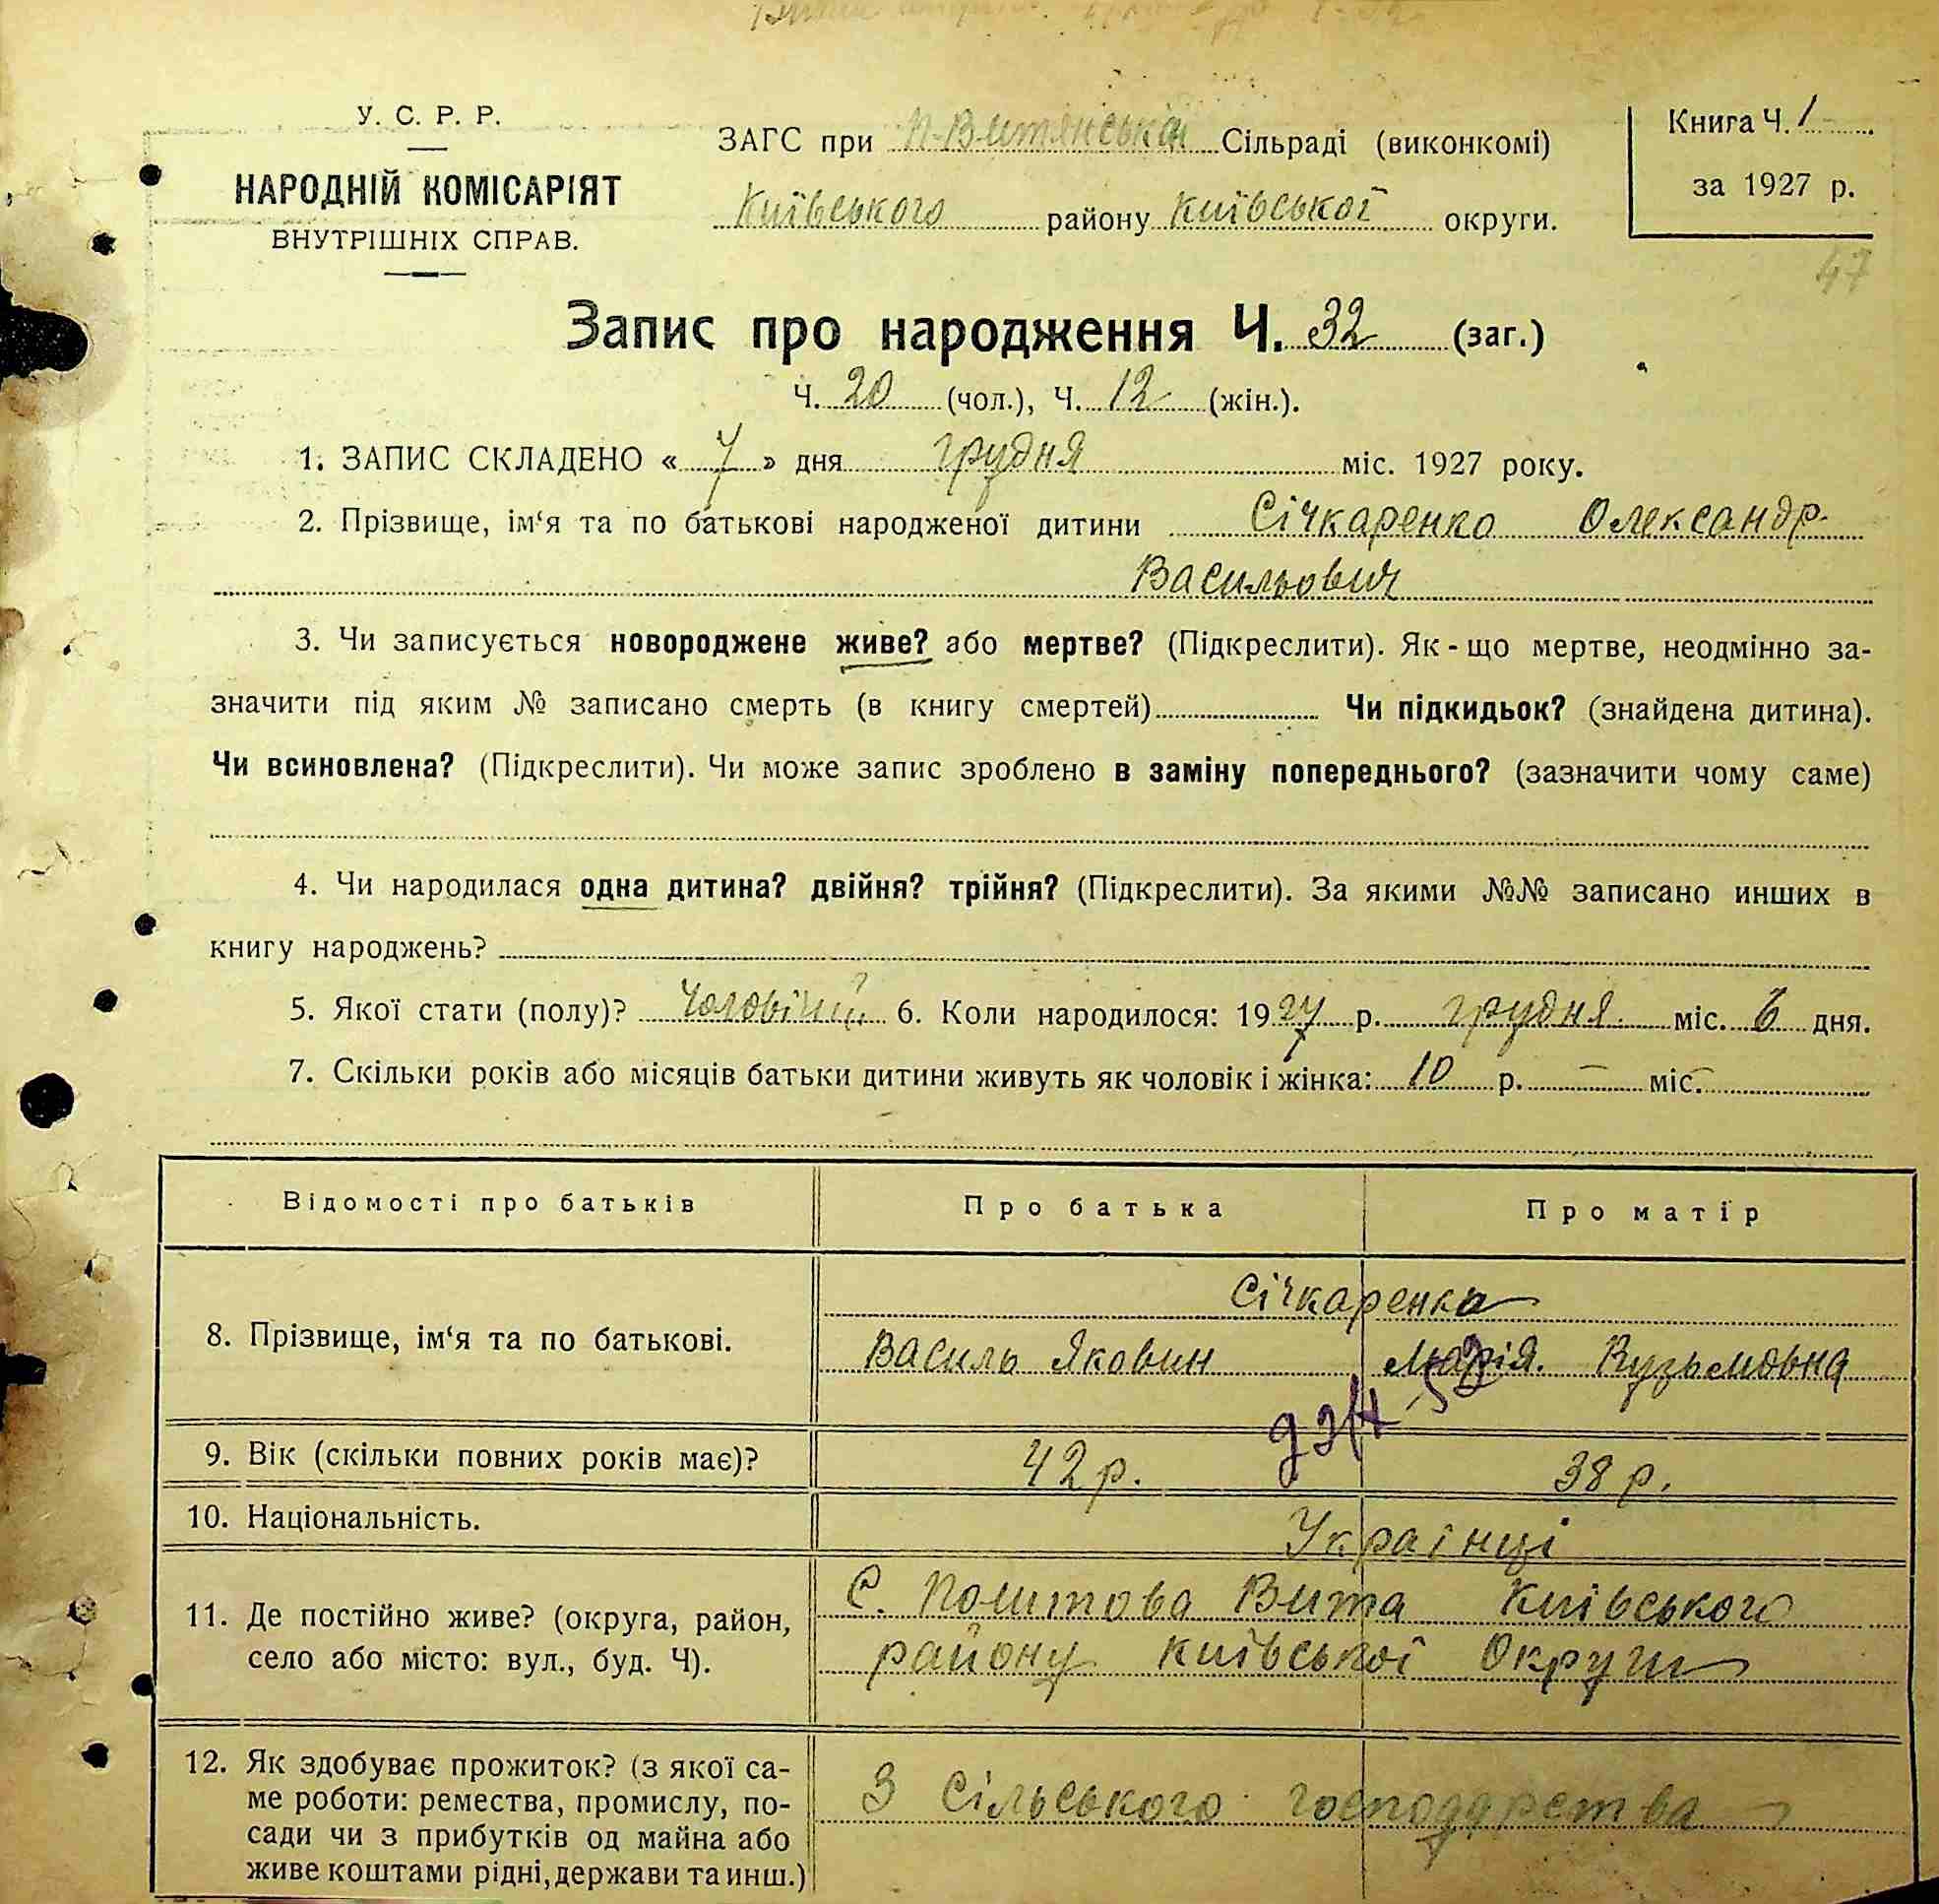 У. С. Р. Р.
НАРОДНІЙ КОМІСАРІЯТ
ВНУТРІШНІХ СПРАВ.
ЗАГС при П-Витянській Сільраді (виконкомі)
Київського району Київської округи.
Книга Ч. 1
за 1927 р.
47
Запис про народження Ч. 32 (заг.)
Ч. 20 (чол.), Ч. 12 (жін.).
1. ЗАПИС СКЛАДЕНО « 7 » дня грудня міс. 1927 року.
2. Прізвище, ім‘я та по батькові народженої дитини Січкаренко Олександр
Васильович
3. Чи записується новороджене живе? або мертве? (Підкреслити). Як-що мертве, неодмінно за-
значити під яким № записано смерть (в книгу смертей) Чи підкидьок? (знайдена дитина).
Чи всиновлена? (Підкреслити). Чи може запис зроблено в заміну попереднього? (зазначити чому саме)
4. Чи народилася одна дитина? двійня? трійня? (Підкреслити). За якими №№ записано инших в
книгу народжень?
5. Якої стати (полу)? Чоловічий 6. Коли народилося: 1927 р. грудня міс. 6 дня.
7. Скільки років або місяців батьки дитини живуть як чоловік і жінка: 10 р. — міс.
Відомості про батьків Про батька Про матір
Січкаренко
8. Прізвище, ім‘я та по батькові. Василь Якович Марія Кузьмовна
9. Вік (скільки повних років має)? 42 р. 38 р.
10. Національність. Українці
11. Де постійно живе? (округа, район,
село або місто: вул., буд. Ч).
С. Поштова Вита Київського
району Київської Округи
12. Як здобуває прожиток? (з якої са-
ме роботи: ремества, промислу, по-
сади чи з прибутків од майна або
живе коштами рідні, держави та инш.)
З Сільського господарства